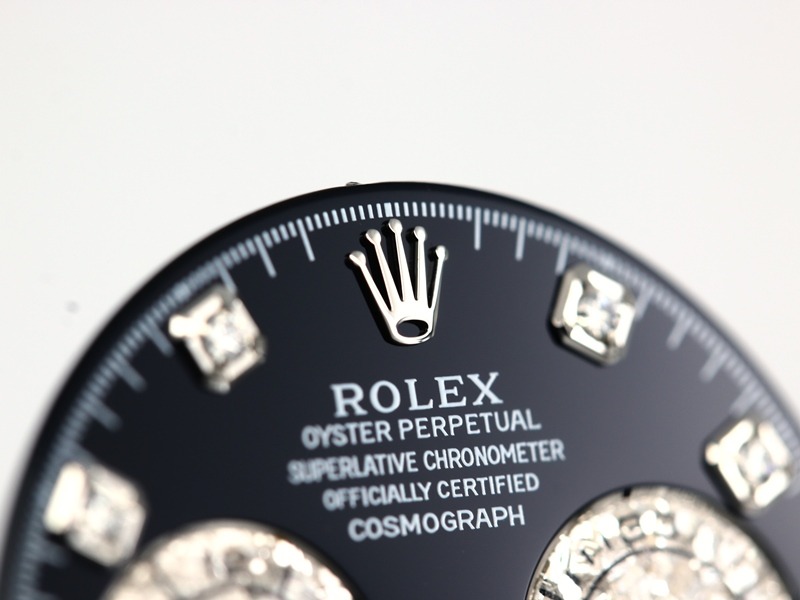 ROLEX
OYSTER PERPETUAL
SUPERLATIVE CHRONOMETER
OFFICIALLY CERTIFIED
COSMOGRAPH